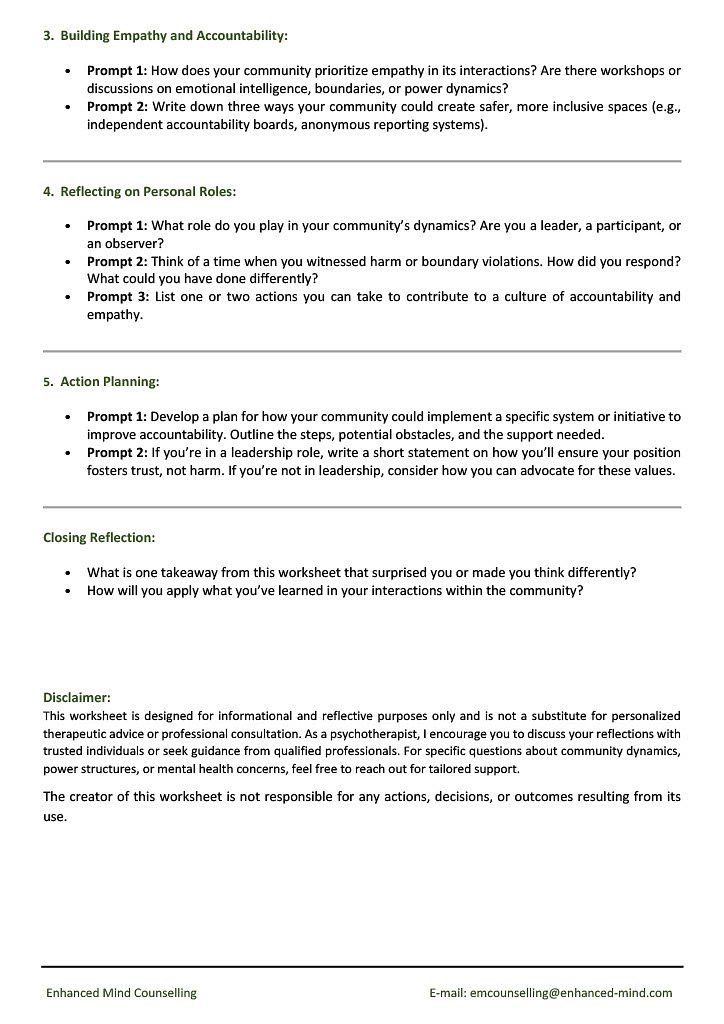 3. Building Empathy and Accountability:
• Prompt 1: How does your community prioritize empathy in its interactions? Are there workshops or
discussions on emotional intelligence, boundaries, or power dynamics?
• Prompt 2: Write down three ways your community could create safer, more inclusive spaces (e.g.,
independent accountability boards, anonymous reporting systems).
4. Reflecting on Personal Roles:
• Prompt 1: What role do you play in your community’s dynamics? Are you a leader, a participant, or
an observer?
• Prompt 2: Think of a time when you witnessed harm or boundary violations. How did you respond?
What could you have done differently?
• Prompt 3: List one or two actions you can take to contribute to a culture of accountability and
empathy.
5. Action Planning:
• Prompt 1: Develop a plan for how your community could implement a specific system or initiative to
improve accountability. Outline the steps, potential obstacles, and the support needed.
• Prompt 2: If you’re in a leadership role, write a short statement on how you’ll ensure your position
fosters trust, not harm. If you’re not in leadership, consider how you can advocate for these values.
Closing Reflection:
• What is one takeaway from this worksheet that surprised you or made you think differently?
• How will you apply what you’ve learned in your interactions within the community?
Disclaimer:
This worksheet is designed for informational and reflective purposes only and is not a substitute for personalized
therapeutic advice or professional consultation. As a psychotherapist, I encourage you to discuss your reflections with
trusted individuals or seek guidance from qualified professionals. For specific questions about community dynamics,
power structures, or mental health concerns, feel free to reach out for tailored support.
The creator of this worksheet is not responsible for any actions, decisions, or outcomes resulting from its
use.
Enhanced Mind Counselling E-mail: emcounselling@enhanced-mind.com